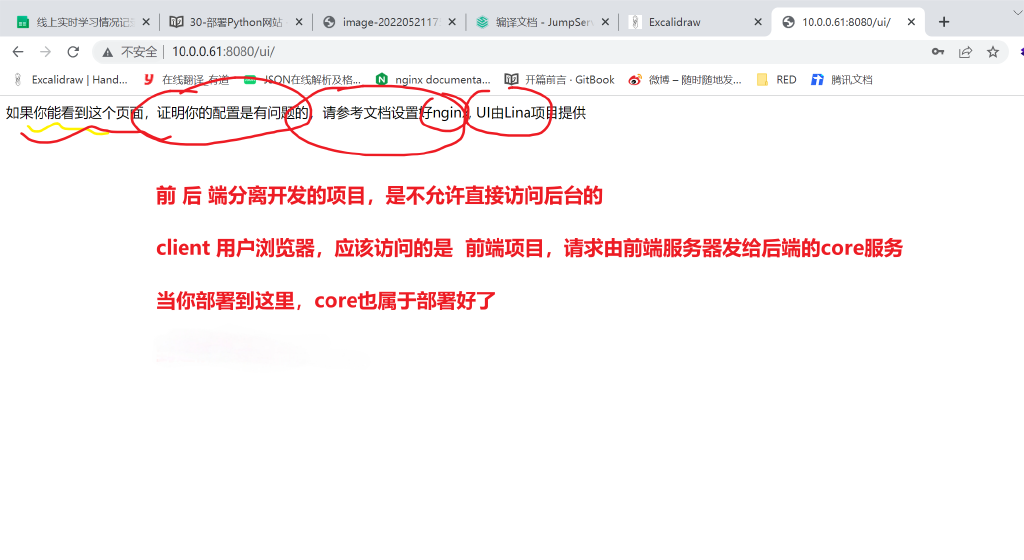 线上实时学习情况记
30-部署Python网站
image-2022052117
编译文档 - JumpServ
Excalidraw
10.0.0.61:8080/ui/
不安全
10.0.0.61:8080/ui/
Excalidraw | Hand...
在线翻译_有道
JSON在线解析及格...
nginx documenta...
开篇前言 · GitBook
微博 – 随时随地发...
RED
腾讯文档
如果你能看到这个页面，证明你的配置是有问题的，请参考文档设置好nginx, UI由Lina项目提供
前 后 端分离开发的项目，是不允许直接访问后台的
client 用户浏览器，应该访问的是 前端项目，请求由前端服务器发给后端的core服务
当你部署到这里，core也属于部署好了